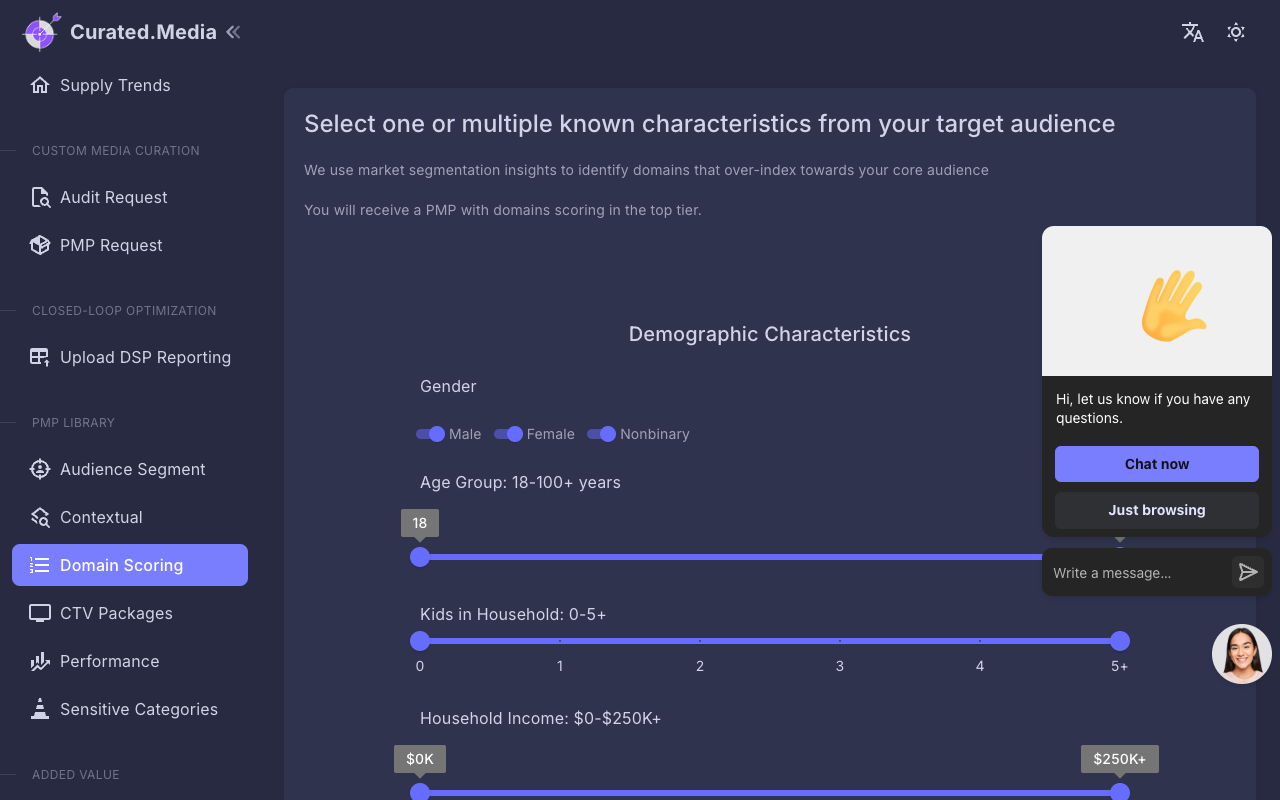 Curated.Media
Supply Trends
CUSTOM MEDIA CURATION
Audit Request
PMP Request
CLOSED-LOOP OPTIMIZATION
Upload DSP Reporting
PMP LIBRARY
Audience Segment
Contextual
Domain Scoring
CTV Packages
Performance
Sensitive Categories
ADDED VALUE
Select one or multiple known characteristics from your target audience
We use market segmentation insights to identify domains that over-index towards your core audience
You will receive a PMP with domains scoring in the top tier.
Demographic Characteristics
Gender
Male Female Nonbinary
Age Group: 18-100+ years
18
Kids in Household: 0-5+
0 1 2 3 4 5+
Household Income: $0-$250K+
$0K $250K+
Hi, let us know if you have any
questions.
Chat now
Just browsing
Write a message...